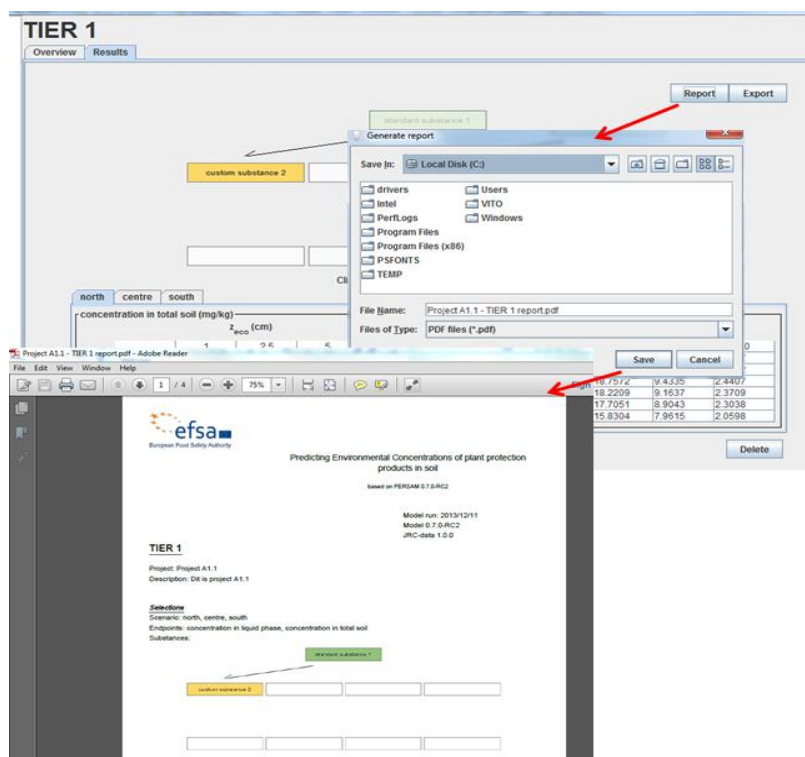 TIER 1
Overview Results
Report Export
standard substance 1
Generate report
Save In: Local Disk (C:)
custom substance 2
drivers Users
Intel VITO
PerfLogs Windows
Program Files
Program Files (x86)
PSFONTS
TEMP
Cli
north centre south
File Name: Project A1.1 - TIER 1 report.pdf
concentration in total soil (mg/kg)
Files of Type: PDF files (*.pdf)
zeco (cm)
1 2.5 5
0
Save Cancel
Project A1.1 - TIER 1 report.pdf - Adobe Reader
File Edit View Window Help
1 / 4 75% Sign
18.7572 9.4335 2.4407
18.2209 9.1637 2.3709
17.7051 8.9043 2.3038
15.8304 7.9615 2.0598
Delete
efsa
European Food Safety Authority
Predicting Environmental Concentrations of plant protection
products in soil
based on PERSAM 0.7.0-RC2
Model run: 2013/12/11
Model 0.7.0-RC2
JRC-data 1.0.0
TIER 1
Project: Project A1.1
Description: Dit is project A1.1
Selections
Scenario: north, centre, south
Endpoints: concentration in liquid phase, concentration in total soil
Substances:
standard substance 1
custom substance 2